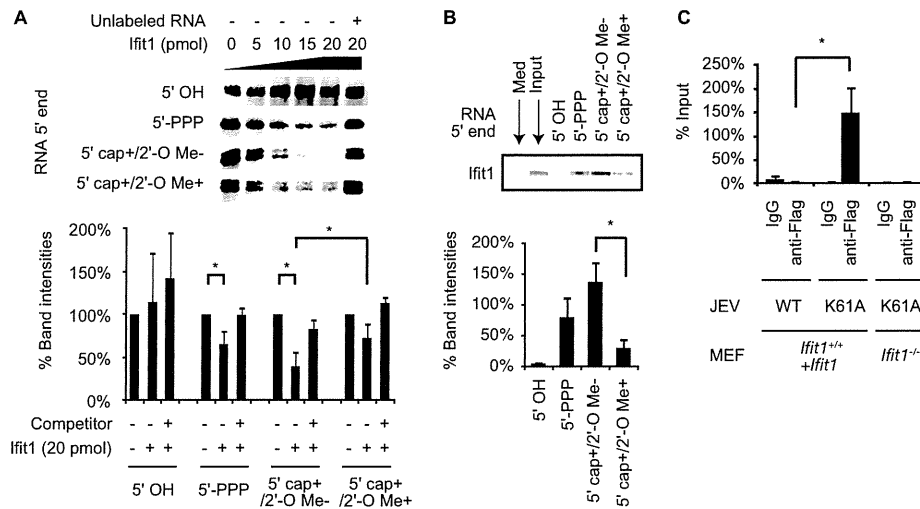 A
Unlabeled RNA - - - - - +
Ifit1 (pmol) 0 5 10 15 20 20
RNA 5' end
5' OH
5'-PPP
5' cap+/2'-O Me-
5' cap+/2'-O Me+
% Band intensities
200%
150%
100%
50%
0%
*
*
*
Competitor - - + - - + - - + - - +
Ifit1 (20 pmol) - + + - + + - + + - + +
5' OH
5'-PPP
5' cap+
/2'-O Me-
5' cap+
/2'-O Me+
B
RNA
5' end
Med
Input
5' OH
5'-PPP
5' cap+/2'-O Me-
5' cap+/2'-O Me+
Ifit1
% Band intensities
200%
150%
100%
50%
0%
*
5' OH
5'-PPP
5' cap+/2'-O Me-
5' cap+/2'-O Me+
C
% Input
250%
200%
150%
100%
50%
0%
*
IgG
anti-Flag
IgG
anti-Flag
IgG
anti-Flag
JEV WT K61A K61A
MEF Ifit1+/+
+Ifit1
Ifit1-/-